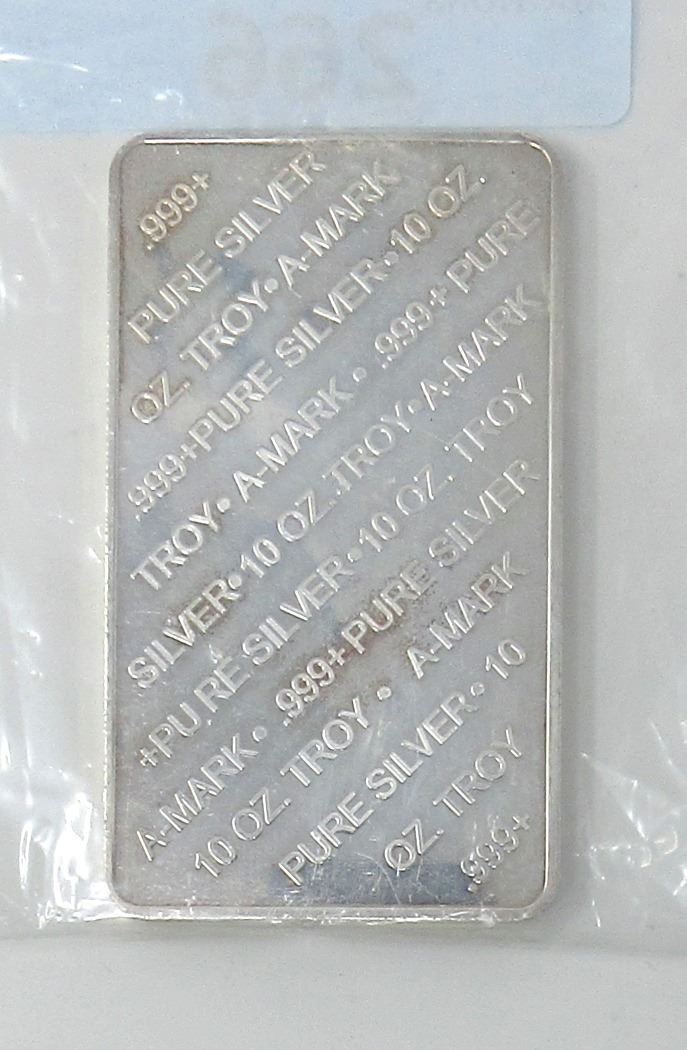 266
.999+
PURE SILVER
OZ. TROY• A-MARK
.999+PURE SILVER•10 OZ.
TROY• A-MARK • .999+ PURE
SILVER•10 OZ. TROY•A-MARK
+PU RE SILVER•10 OZ. TROY
A-MARK • .999+PURE SILVER
10 OZ. TROY • A-MARK
PURE SILVER • 10
OZ. TROY
.999+